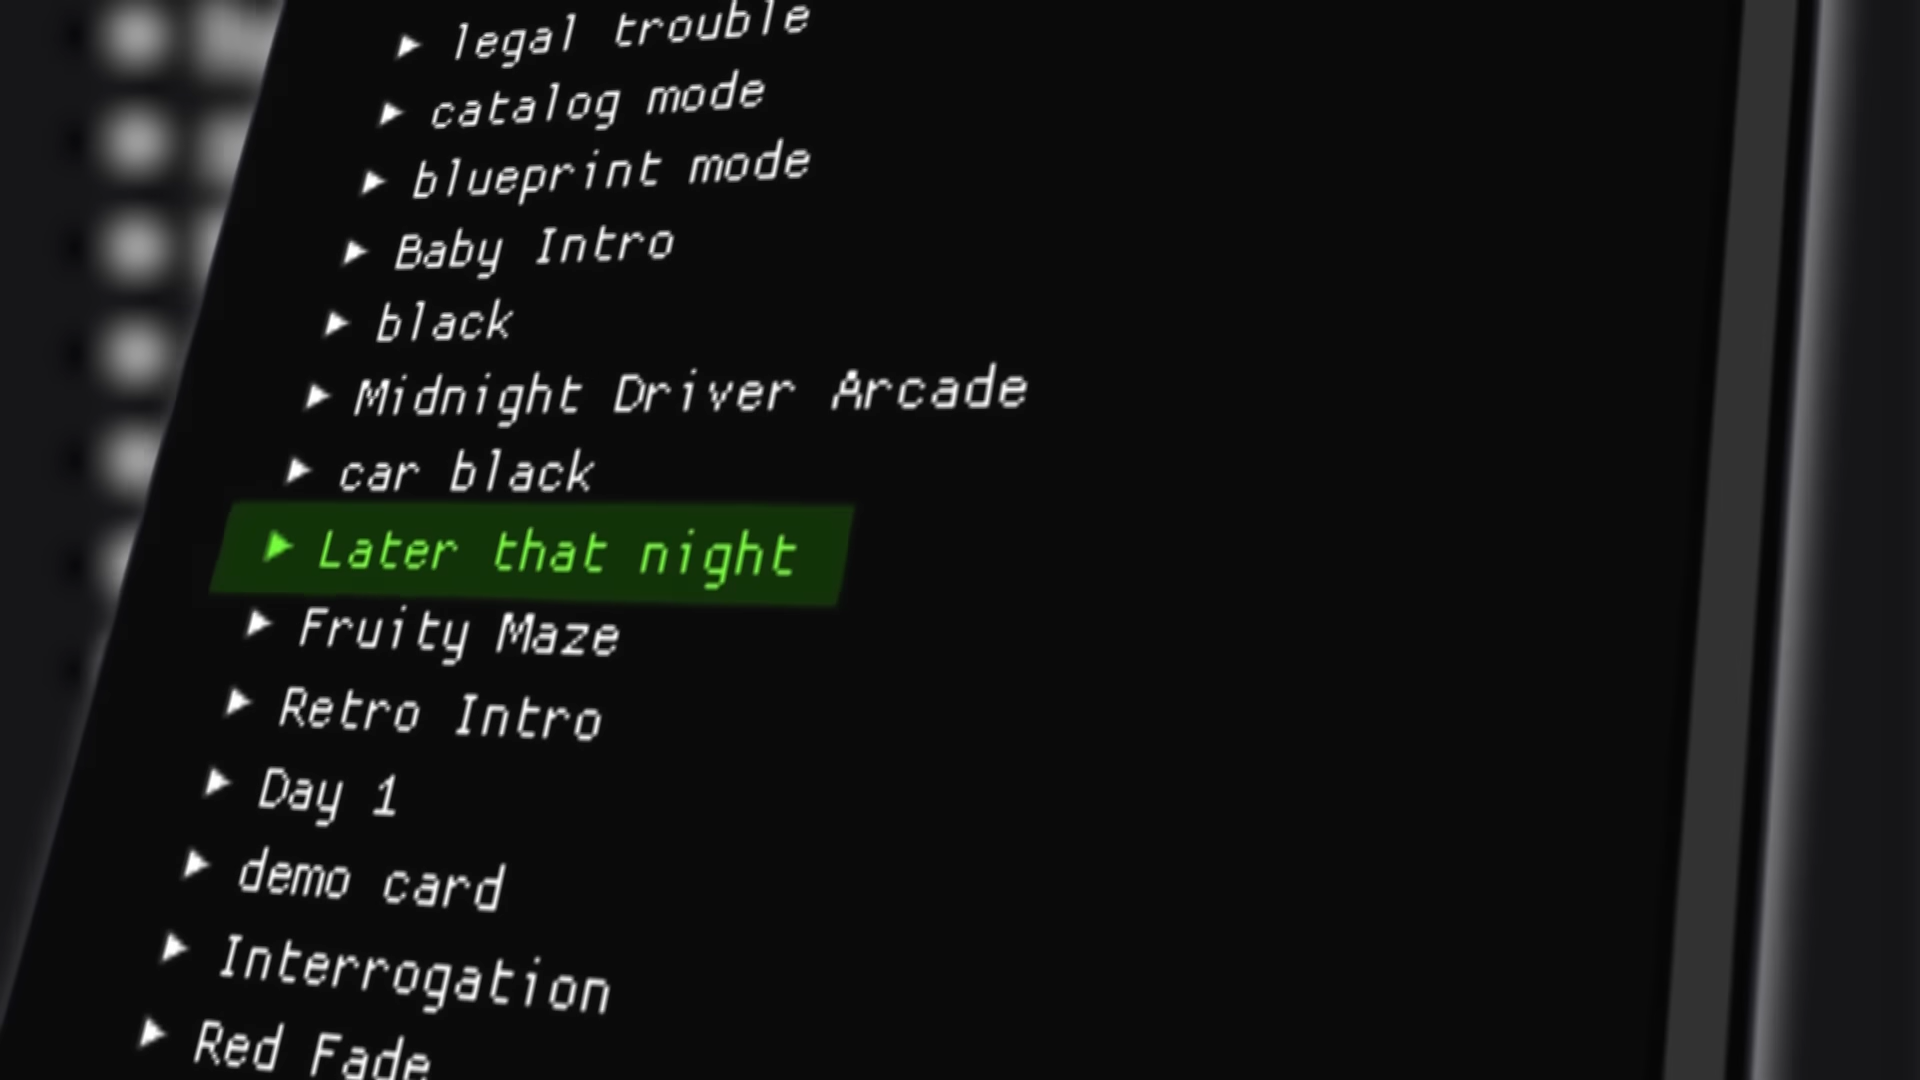 legal trouble
catalog mode
blueprint mode
Baby Intro
black
Midnight Driver Arcade
car black
Later that night
Fruity Maze
Retro Intro
Day 1
demo card
Interrogation
Red Fade